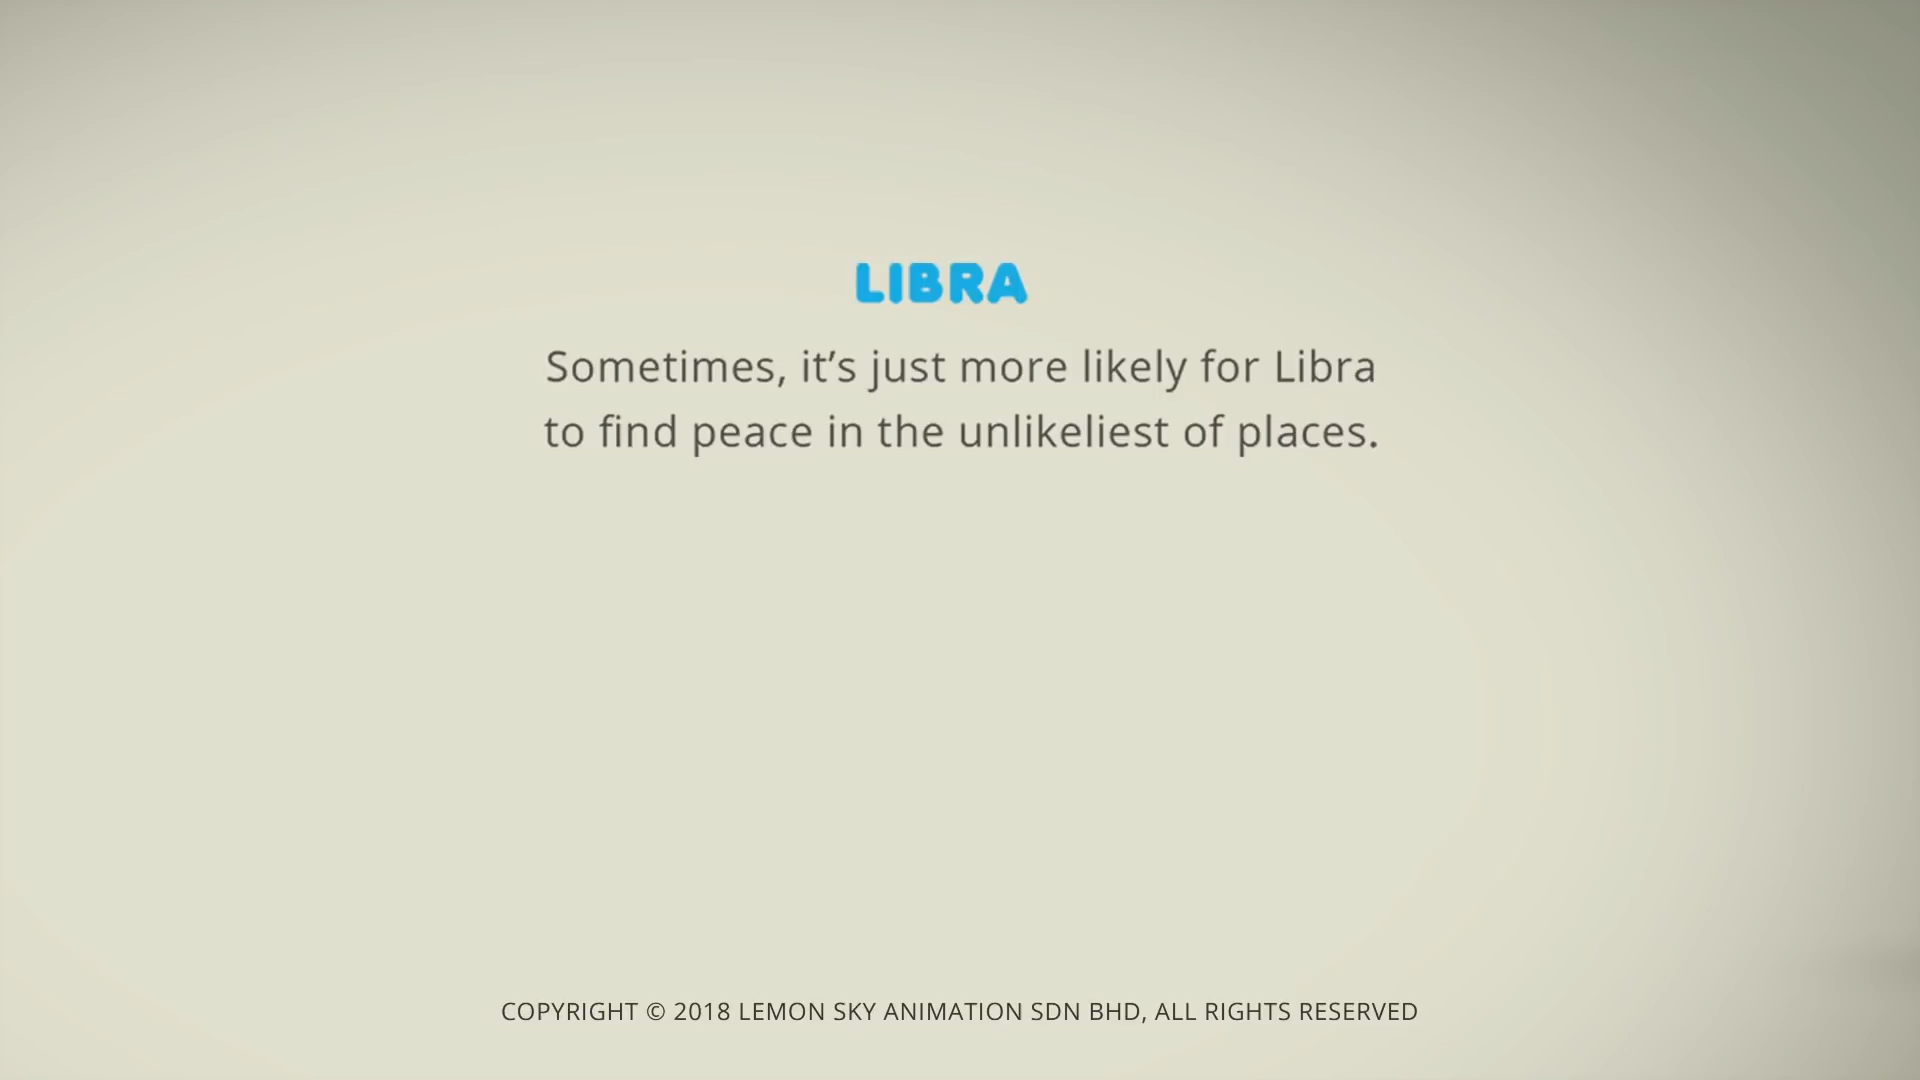 LIBRA
Sometimes, it’s just more likely for Libra
to find peace in the unlikeliest of places.
COPYRIGHT © 2018 LEMON SKY ANIMATION SDN BHD, ALL RIGHTS RESERVED